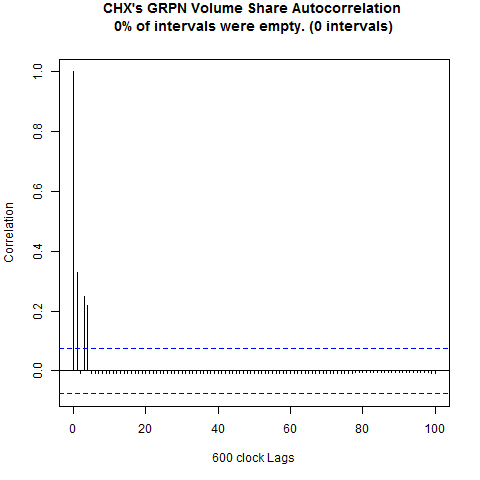 CHX's GRPN Volume Share Autocorrelation
0% of intervals were empty. (0 intervals)
1.0
0.8
0.6
0.4
0.2
0.0
Correlation
0 20 40 60 80 100
600 clock Lags